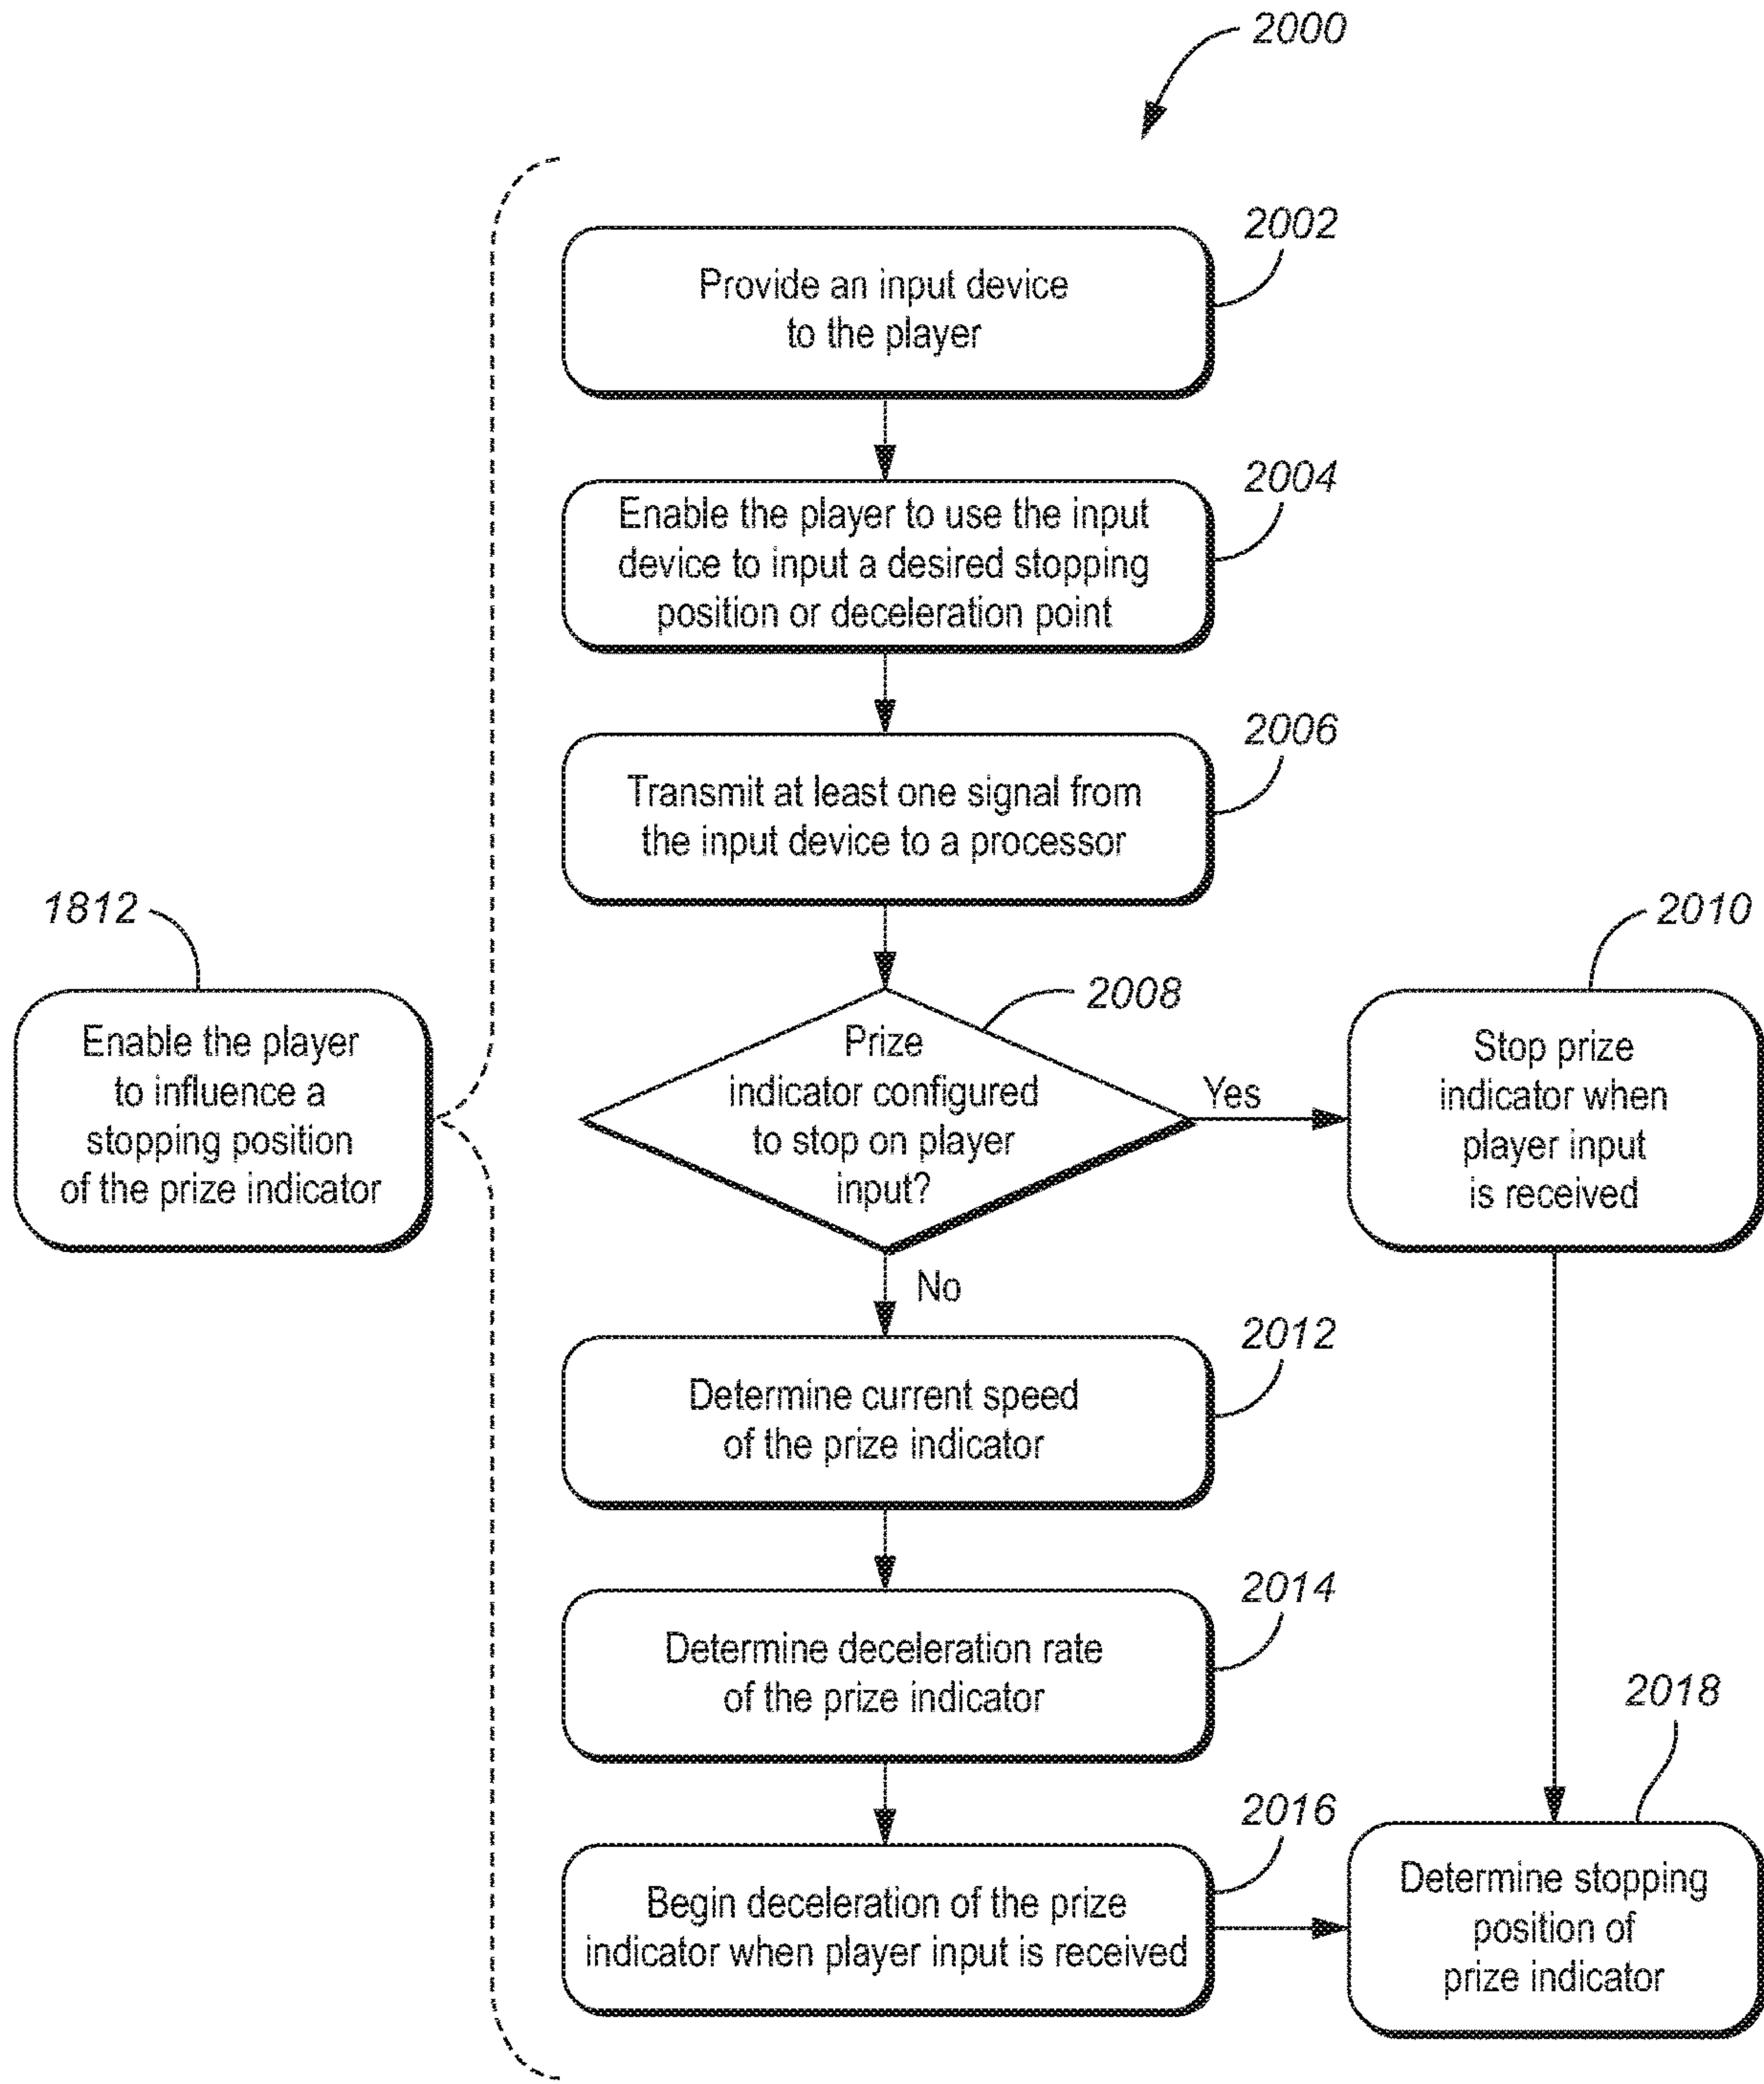 2000
2002
Provide an input device
to the player
2004
Enable the player to use the input
device to input a desired stopping
position or deceleration point
2006
Transmit at least one signal from
the input device to a processor
1812
Enable the player
to influence a
stopping position
of the prize indicator
2008
Prize
indicator configured
to stop on player
input?
Yes
No
2010
Stop prize
indicator when
player input
is received
2012
Determine current speed
of the prize indicator
2014
Determine deceleration rate
of the prize indicator
2016
Begin deceleration of the prize
indicator when player input is received
2018
Determine stopping
position of
prize indicator